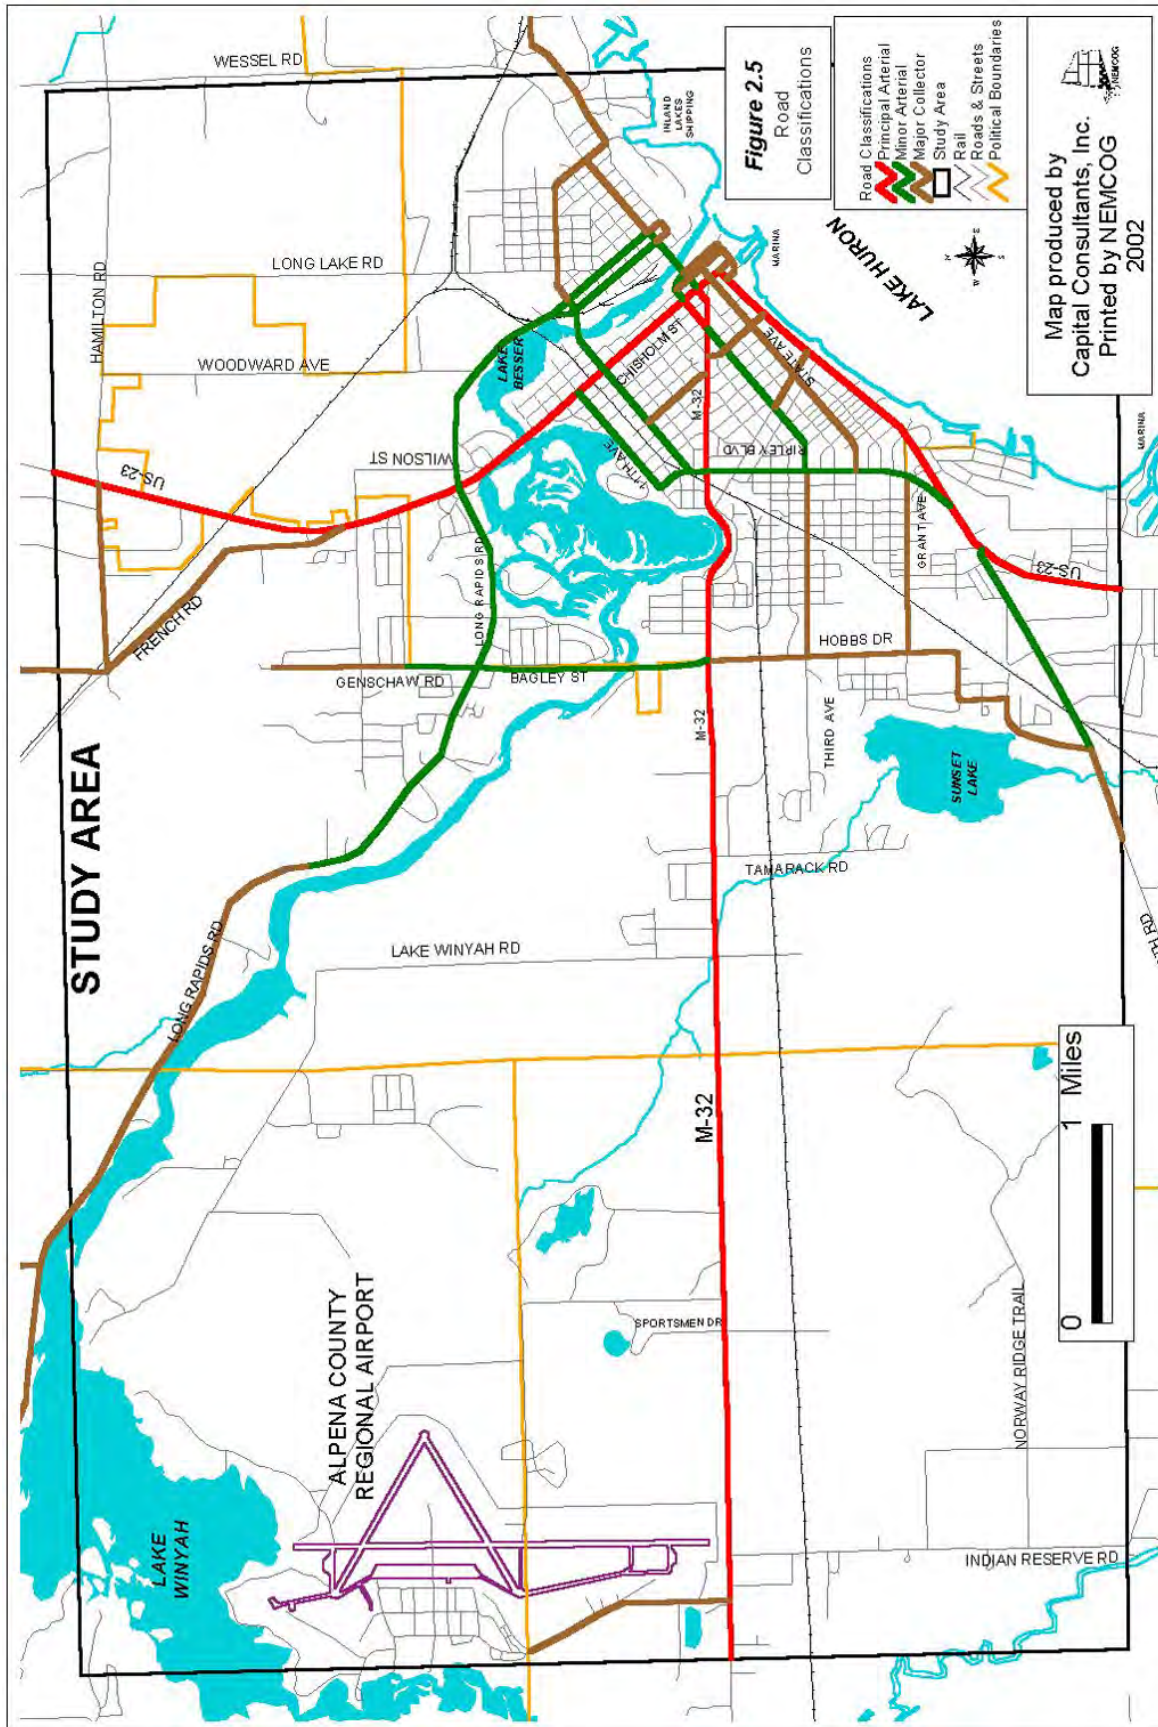 WESSEL RD
INLAND
LAKES
SHIPPING
Figure 2.5
Road
Classifications
Road Classifications
Principal Arterial
Minor Arterial
Major Collector
Study Area
Rail
Roads & Streets
Political Boundaries
NEMCOG
Map produced by
Capital Consultants, Inc.
Printed by NEMCOG
2002
N
E
S
W
LAKE HURON
MARINA
HAMILTON RD
LONG LAKE RD
WOODWARD AVE
LAKE
BESSER
CHISHOLM ST
STATE AVE
M-32
US-23
WILSON ST
11TH AVE
RIPLEY BLVD
LONG RAPIDS RD
GRANT AVE
US-23
MARINA
FRENCH RD
HOBBS DR
GENSCHAW RD
BAGLEY ST
M-32
THIRD AVE
SUNSET
LAKE
STUDY AREA
TAMARACK RD
LONG RAPIDS RD
LAKE WINYAH RD
TH RD
M-32
0
1
Miles
SPORTSMEN DR
ALPENA COUNTY
REGIONAL AIRPORT
NORWAY RIDGE TRAIL
LAKE
WINYAH
INDIAN RESERVE RD